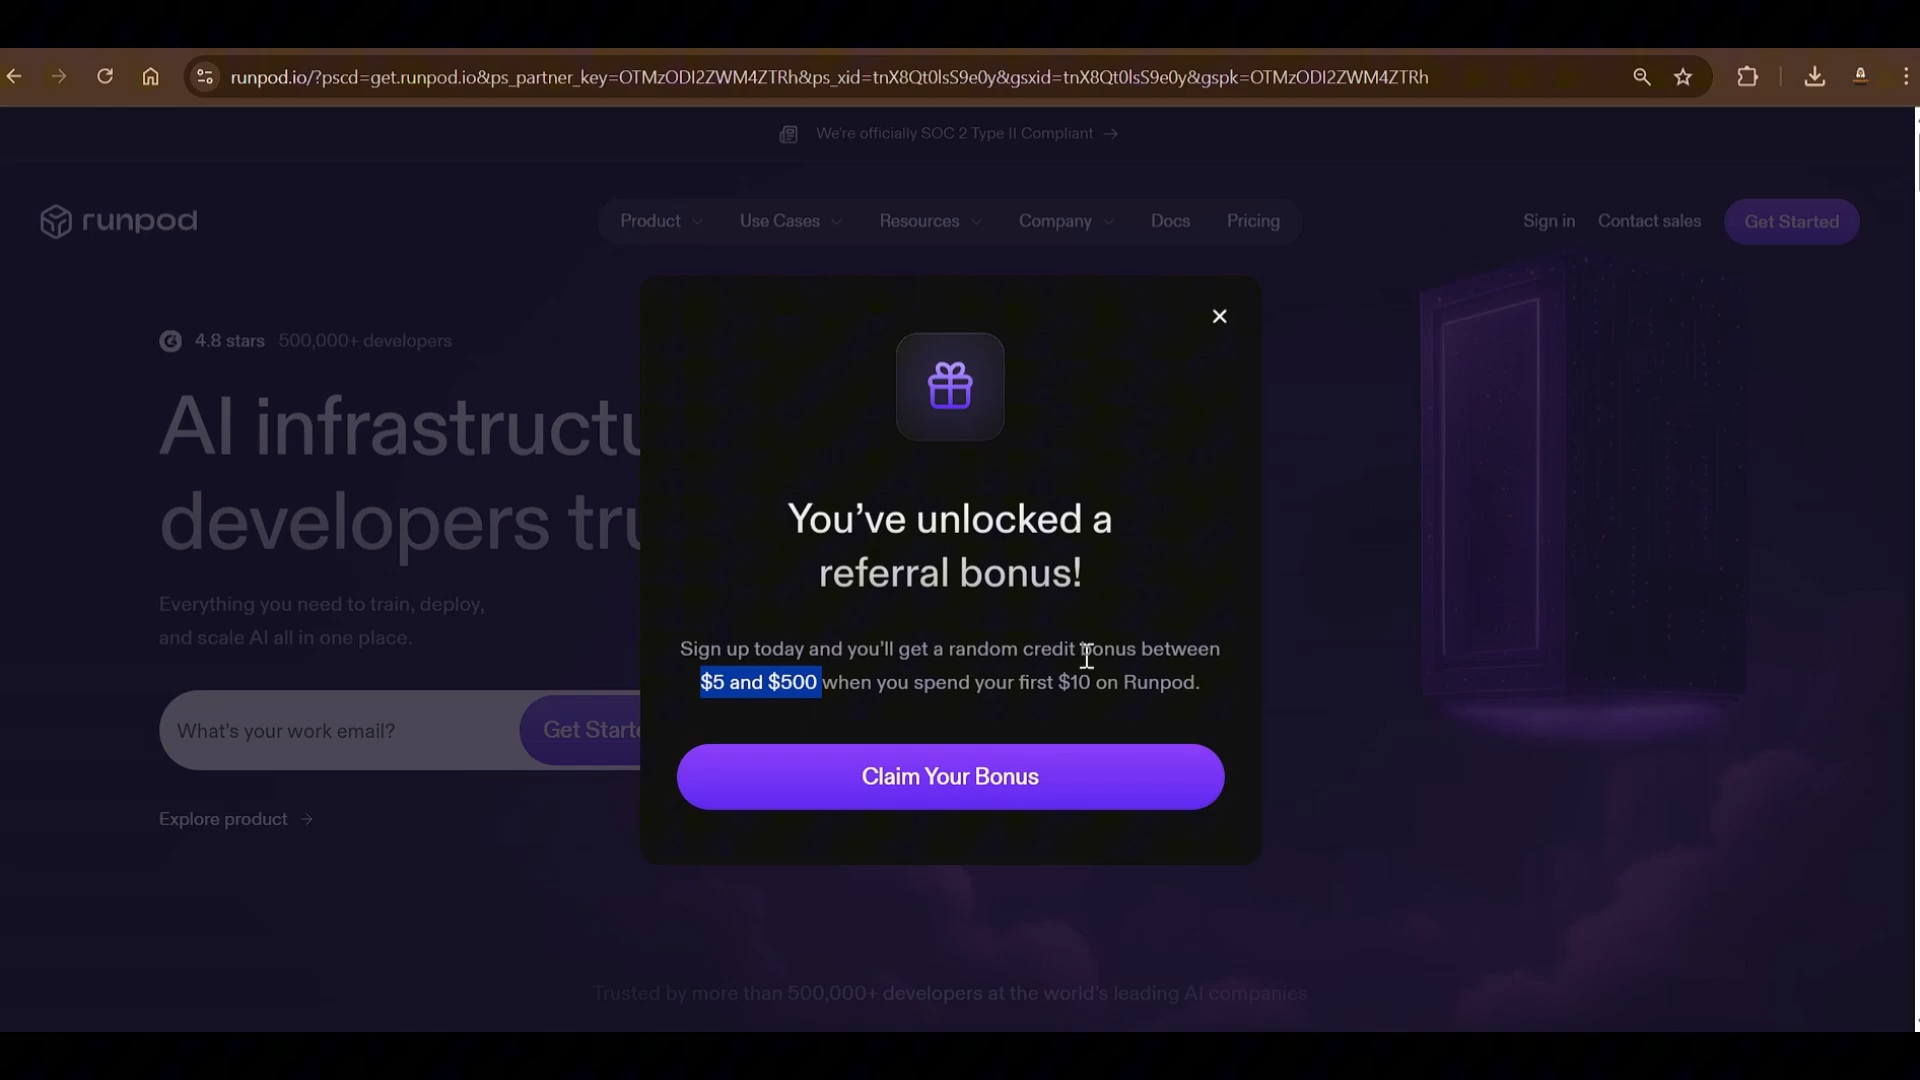 runpod.io/?pscd=get.runpod.io&ps_partner_key=OTMzODI2ZWM4ZTRh&ps_xid=tnX8Qt0lsS9e0y&gsxid=tnX8Qt0lsS9e0y&gspk=OTMzODI2ZWM4ZTRh
We're officially SOC 2 Type II Compliant →
runpod
Product
Use Cases
Resources
Company
Docs
Pricing
Sign in
Contact sales
Get Started
4.8 stars 500,000+ developers
AI infrastructu
developers tru
Everything you need to train, deploy,
and scale AI all in one place.
What's your work email?
Get Starte
Explore product →
You've unlocked a
referral bonus!
Sign up today and you'll get a random credit bonus between
$5 and $500 when you spend your first $10 on Runpod.
Claim Your Bonus
Trusted by more than 500,000+ developers at the world's leading AI companies